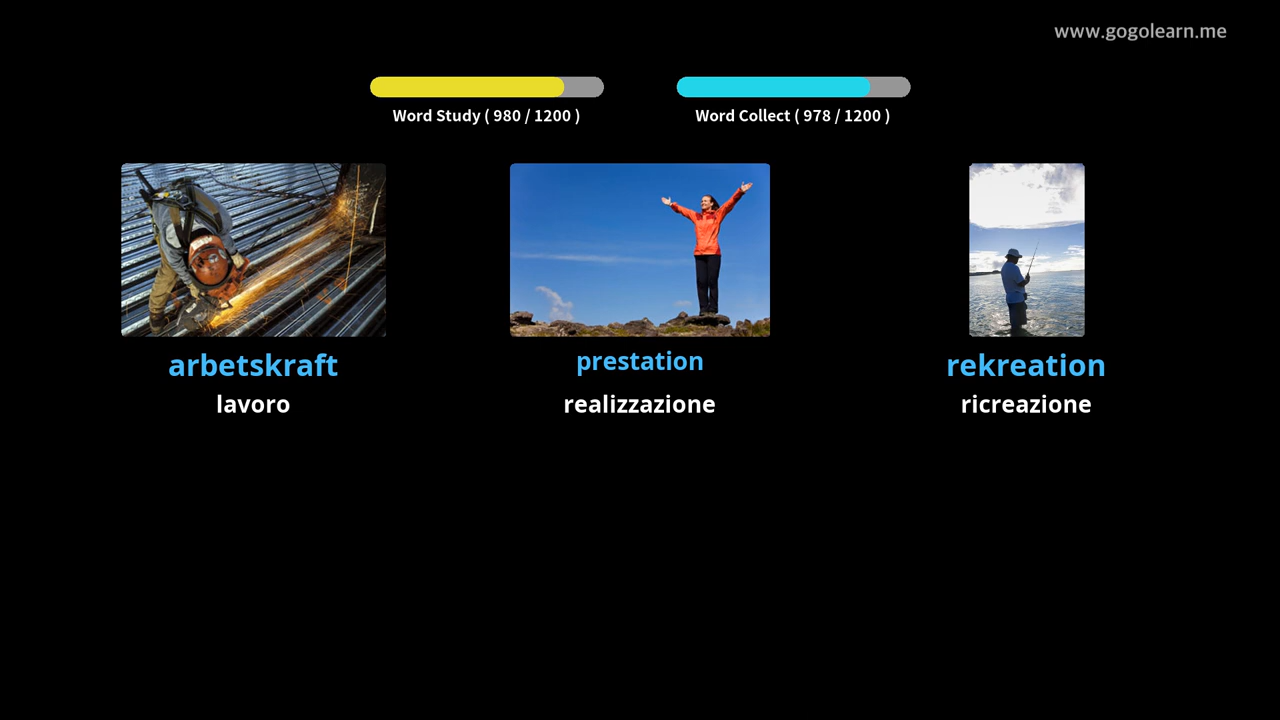 www.gogolearn.me
Word Study ( 980 / 1200 )
Word Collect ( 978 / 1200 )
arbetskraft
lavoro
prestation
realizzazione
rekreation
ricreazione